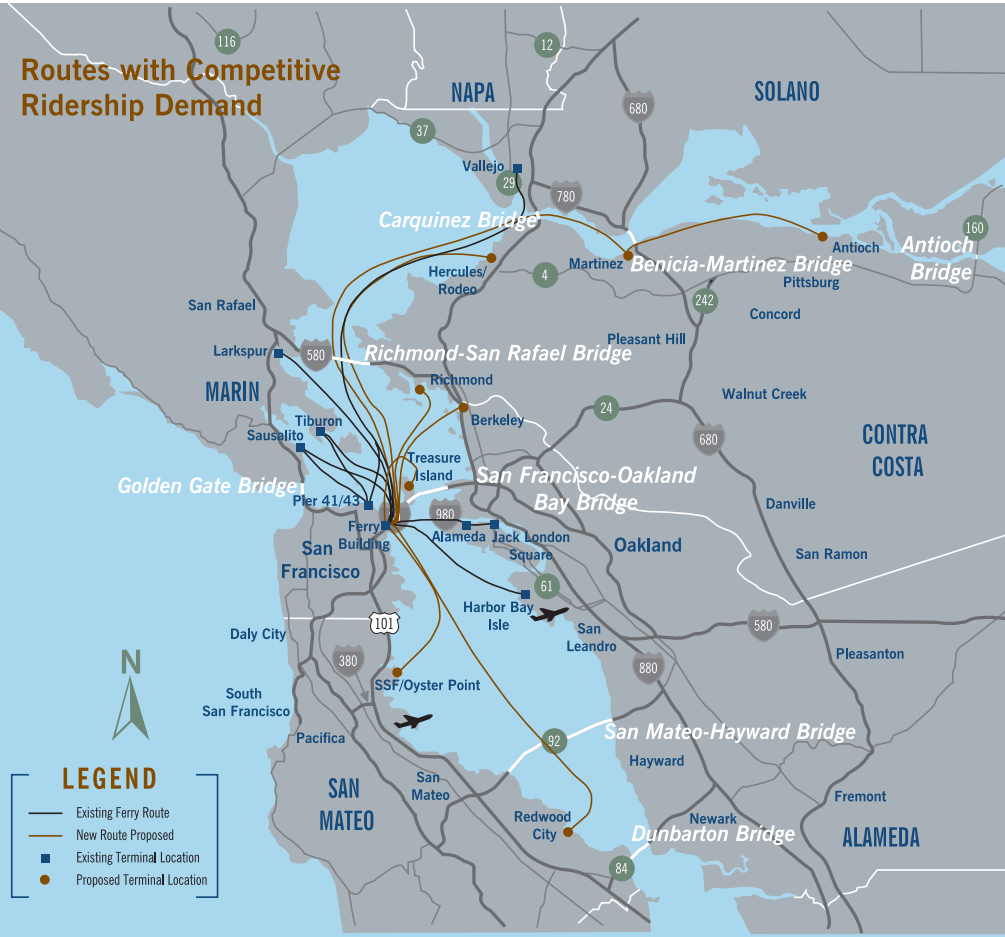 Routes with Competitive
Ridership Demand
116
12
NAPA
SOLANO
680
37
Vallejo
29
780
Carquinez Bridge
160
Antioch
Antioch
Bridge
Martinez
Benicia-Martinez Bridge
Hercules/
Rodeo
4
Pittsburg
242
Concord
San Rafael
Pleasant Hill
Larkspur
580
Richmond-San Rafael Bridge
Richmond
MARIN
Walnut Creek
24
Tiburon
Berkeley
Sausalito
680
CONTRA
COSTA
Treasure
Island
San Francisco-Oakland
Bay Bridge
Golden Gate Bridge
Pier 41/43
980
Danville
Ferry
Building
Alameda
Jack London
Square
Oakland
San
Francisco
San Ramon
61
Harbor Bay
Isle
101
Daly City
San
Leandro
580
380
880
Pleasanton
SSF/Oyster Point
South
San Francisco
N
Pacifica
92
San Mateo-Hayward Bridge
Hayward
LEGEND
Existing Ferry Route
New Route Proposed
Existing Terminal Location
Proposed Terminal Location
SAN
MATEO
San
Mateo
Fremont
Redwood
City
Newark
Dunbarton Bridge
ALAMEDA
84